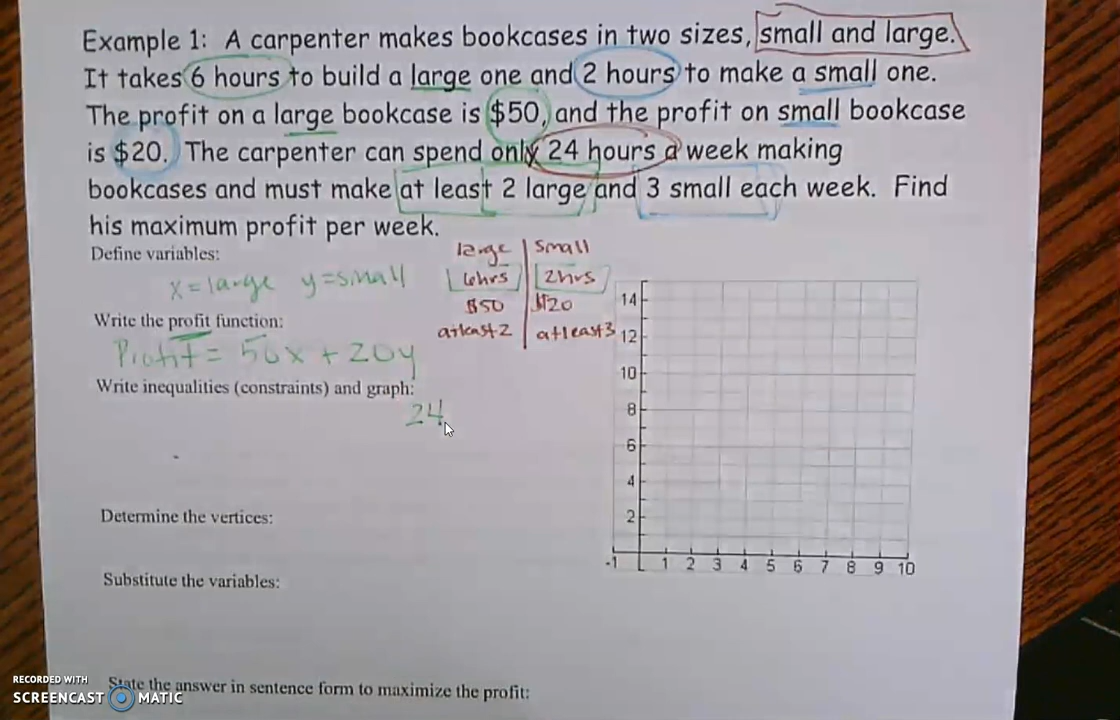 Example 1: A carpenter makes bookcases in two sizes, small and large.
It takes 6 hours to build a large one and 2 hours to make a small one.
The profit on a large bookcase is $50, and the profit on small bookcase
is $20. The carpenter can spend only 24 hours a week making
bookcases and must make at least 2 large and 3 small each week. Find
his maximum profit per week.
Define variables:
large small
x=large y=small
6hrs 2hrs
$50 $20
Write the profit function:
atleast 2 atleast 3
Profit = 50x + 20y
Write inequalities (constraints) and graph:
24
14
12
10
8
6
4
2
-1 1 2 3 4 5 6 7 8 9 10
Determine the vertices:
Substitute the variables:
State the answer in sentence form to maximize the profit:
RECORDED WITH
SCREENCAST MATIC